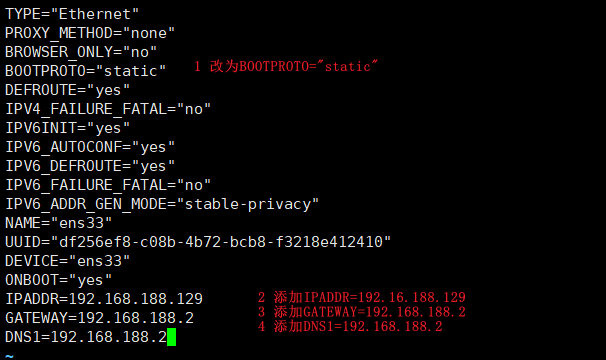 TYPE="Ethernet"
PROXY_METHOD="none"
BROWSER_ONLY="no"
BOOTPROTO="static" 1 改为BOOTPROTO="static"
DEFROUTE="yes"
IPV4_FAILURE_FATAL="no"
IPV6INIT="yes"
IPV6_AUTOCONF="yes"
IPV6_DEFROUTE="yes"
IPV6_FAILURE_FATAL="no"
IPV6_ADDR_GEN_MODE="stable-privacy"
NAME="ens33"
UUID="df256ef8-c08b-4b72-bcb8-f3218e412410"
DEVICE="ens33"
ONBOOT="yes"
IPADDR=192.168.188.129 2 添加IPADDR=192.16.188.129
GATEWAY=192.168.188.2 3 添加GATEWAY=192.168.188.2
DNS1=192.168.188.2 4 添加DNS1=192.168.188.2
~